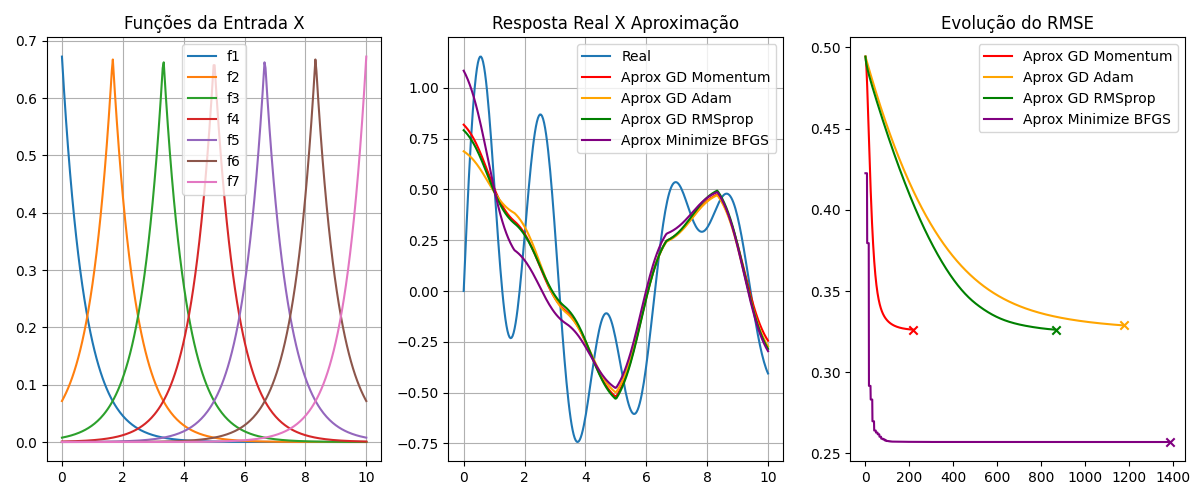 Funções da Entrada X
0.7
0.6
0.5
0.4
0.3
0.2
0.1
0.0
0 2 4 6 8 10
f1
f2
f3
f4
f5
f6
f7
Resposta Real X Aproximação
1.00
0.75
0.50
0.25
0.00
−0.25
−0.50
−0.75
0 2 4 6 8 10
Real
Aprox GD Momentum
Aprox GD Adam
Aprox GD RMSprop
Aprox Minimize BFGS
Evolução do RMSE
0.50
0.45
0.40
0.35
0.30
0.25
0 200 400 600 800 1000 1200 1400
Aprox GD Momentum
Aprox GD Adam
Aprox GD RMSprop
Aprox Minimize BFGS